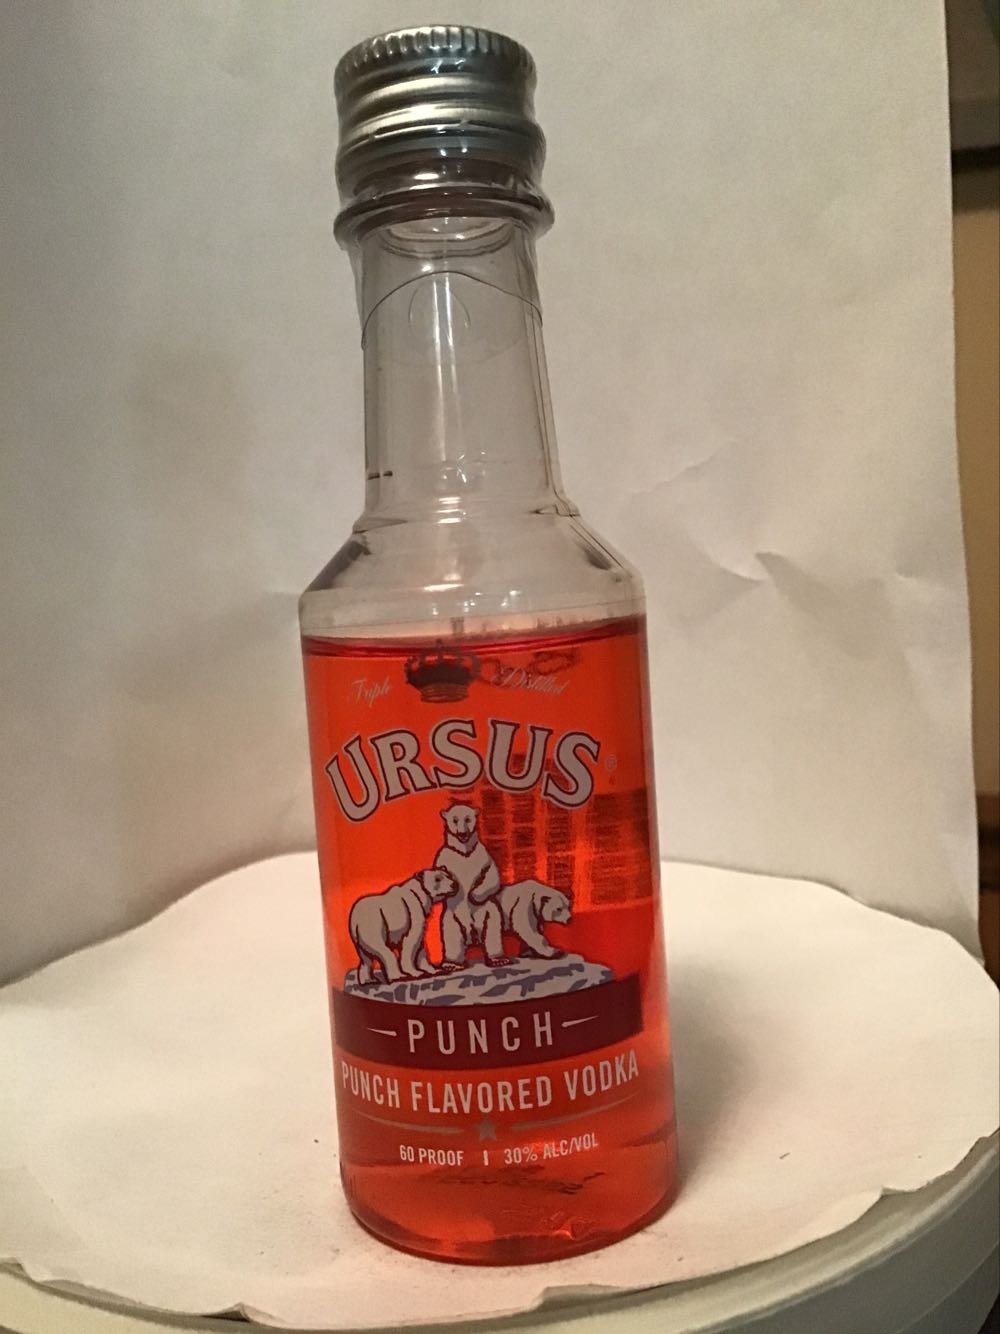 Triple Distilled
URSUS®
PUNCH
PUNCH FLAVORED VODKA
60 PROOF | 30% ALC/VOL